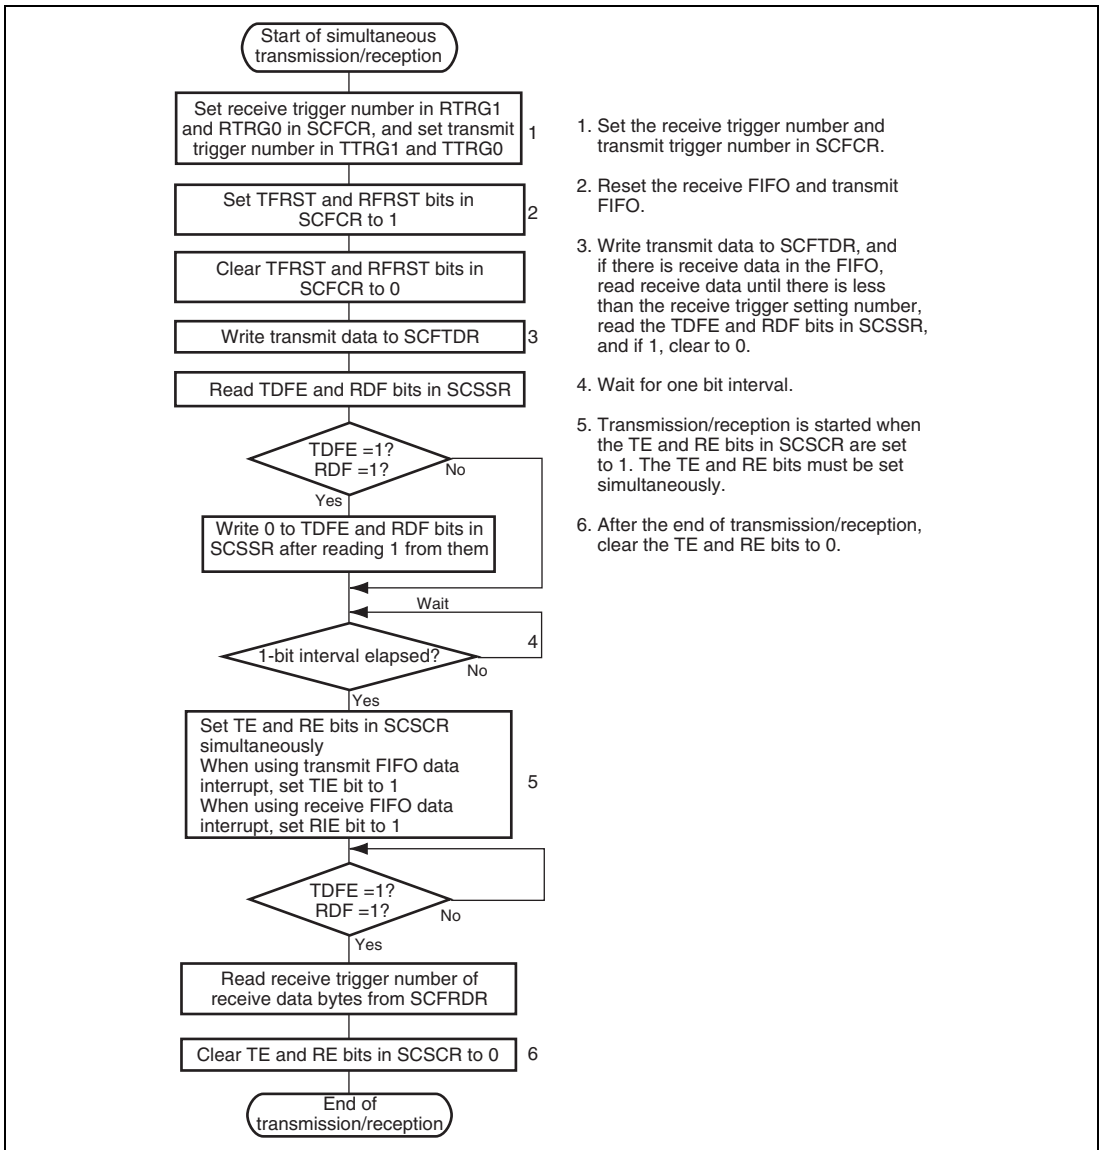 Start of simultaneous
transmission/reception
Set receive trigger number in RTRG1
and RTRG0 in SCFCR, and set transmit
trigger number in TTRG1 and TTRG0
1
Set TFRST and RFRST bits in
SCFCR to 1
2
Clear TFRST and RFRST bits in
SCFCR to 0
Write transmit data to SCFTDR
3
Read TDFE and RDF bits in SCSSR
TDFE =1?
RDF =1?
No
Yes
Write 0 to TDFE and RDF bits in
SCSSR after reading 1 from them
Wait
4
1-bit interval elapsed?
No
Yes
Set TE and RE bits in SCSCR
simultaneously
When using transmit FIFO data
interrupt, set TIE bit to 1
When using receive FIFO data
interrupt, set RIE bit to 1
5
TDFE =1?
RDF =1?
No
Yes
Read receive trigger number of
receive data bytes from SCFRDR
Clear TE and RE bits in SCSCR to 0
6
End of
transmission/reception
1. Set the receive trigger number and
transmit trigger number in SCFCR.
2. Reset the receive FIFO and transmit
FIFO.
3. Write transmit data to SCFTDR, and
if there is receive data in the FIFO,
read receive data until there is less
than the receive trigger setting number,
read the TDFE and RDF bits in SCSSR,
and if 1, clear to 0.
4. Wait for one bit interval.
5. Transmission/reception is started when
the TE and RE bits in SCSCR are set
to 1. The TE and RE bits must be set
simultaneously.
6. After the end of transmission/reception,
clear the TE and RE bits to 0.